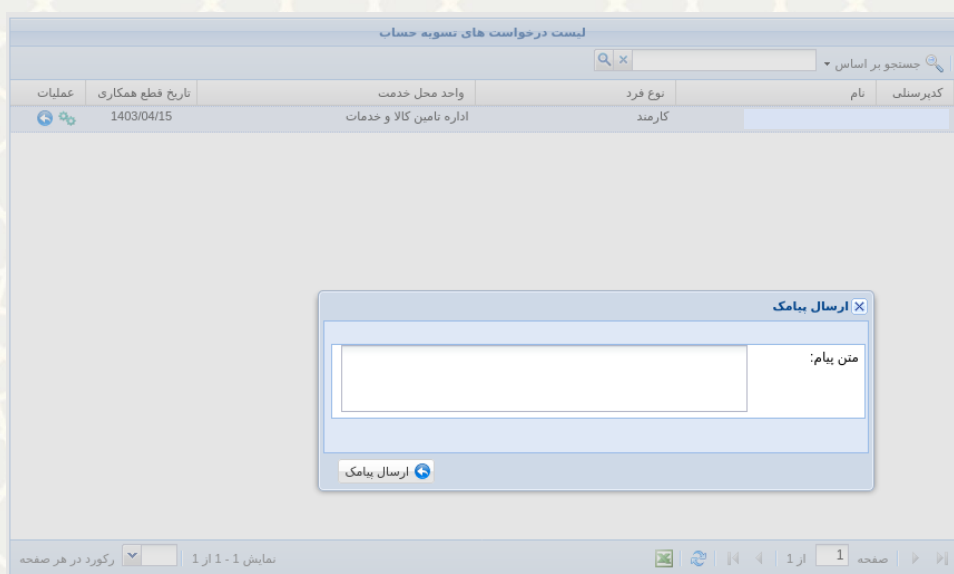 لیست درخواست های تسویه حساب
جستجو بر اساس
کدپرسنلی نام نوع فرد واحد محل خدمت تاریخ قطع همکاری عملیات
کارمند اداره تامین کالا و خدمات 1403/04/15
ارسال پیامک
متن پیام:
ارسال پیامک
صفحه 1 از 1 نمایش 1 - 1 از 1 رکورد در هر صفحه